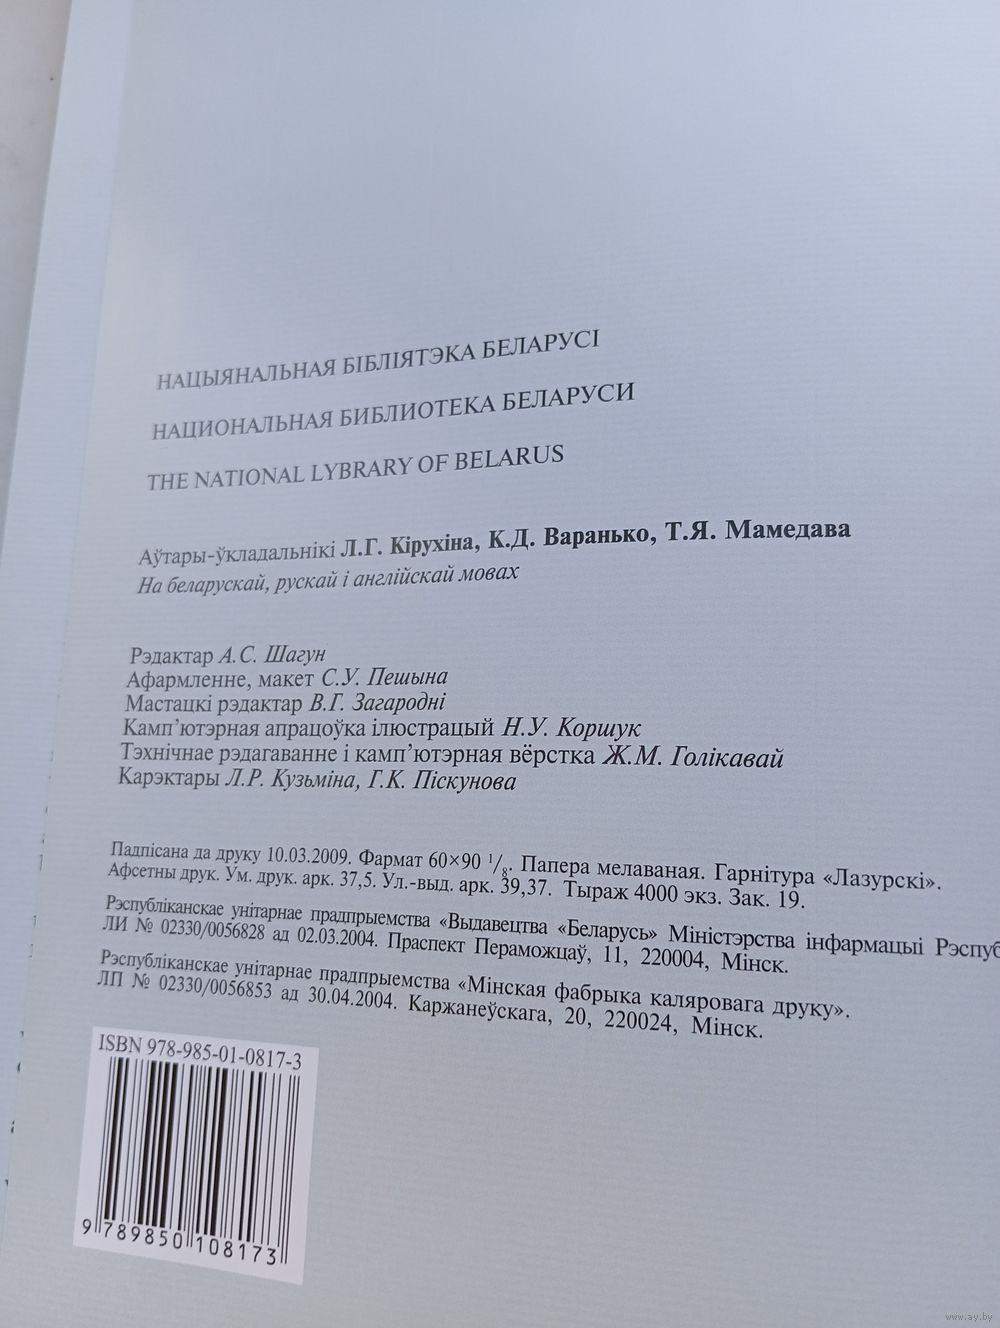 НАЦЫЯНАЛЬНАЯ БІБЛІЯТЭКА БЕЛАРУСІ
НАЦИОНАЛЬНАЯ БИБЛИОТЕКА БЕЛАРУСИ
THE NATIONAL LYBRARY OF BELARUS
Аўтары-ўкладальнікі Л.Г. Кірухіна, К.Д. Варанько, Т.Я. Мамедава
На беларускай, рускай і англійскай мовах
Рэдактар А.С. Шагун
Афармленне, макет С.У. Пешына
Мастацкі рэдактар В.Г. Загародні
Камп'ютэрная апрацоўка ілюстрацый Н.У. Коршук
Тэхнічнае рэдагаванне і камп'ютэрная вёрстка Ж.М. Голікавай
Карэктары Л.Р. Кузьміна, Г.К. Піскунова
Падпісана да друку 10.03.2009. Фармат 60×90 1/8. Папера мелаваная. Гарнітура «Лазурскі».
Афсетны друк. Ум. друк. арк. 37,5. Ул.-выд. арк. 39,37. Тыраж 4000 экз. Зак. 19.
Рэспубліканскае унітарнае прадпрыемства «Выдавецтва «Беларусь» Міністэрства інфармацыі Рэспуб
ЛИ № 02330/0056828 ад 02.03.2004. Праспект Пераможцаў, 11, 220004, Мінск.
Рэспубліканскае унітарнае прадпрыемства «Мінская фабрыка каляровага друку».
ЛП № 02330/0056853 ад 30.04.2004. Каржанеўскага, 20, 220024, Мінск.
ISBN 978-985-01-0817-3
9 789850 108173
www.ay.by